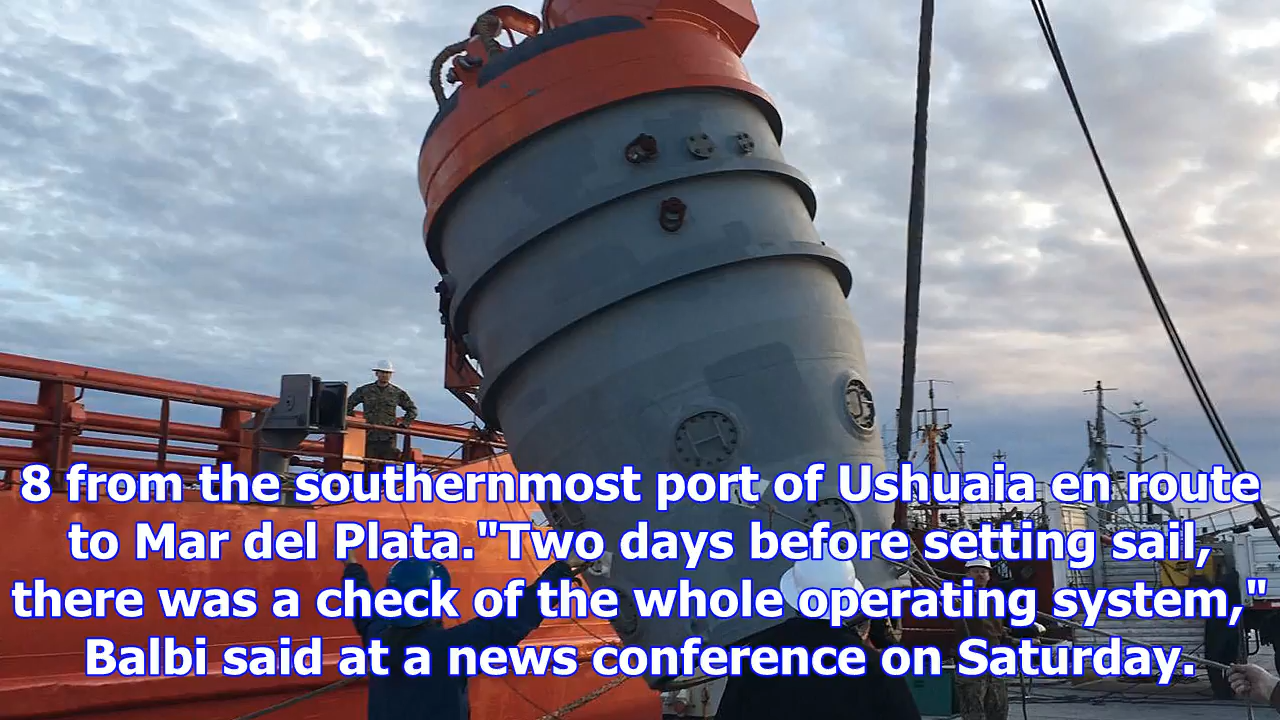 8 from the southernmost port of Ushuaia en route
to Mar del Plata."Two days before setting sail,
there was a check of the whole operating system,"
Balbi said at a news conference on Saturday.